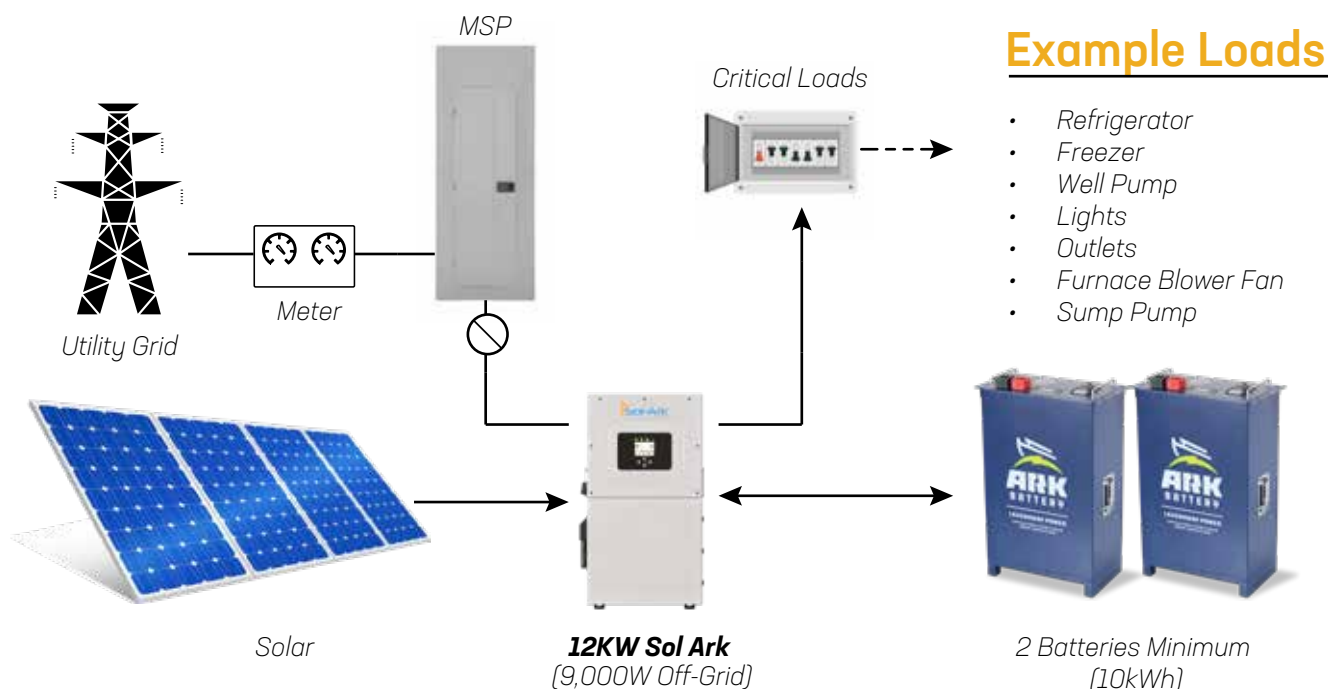 MSP
Example Loads
Critical Loads
• Refrigerator
• Freezer
• Well Pump
• Lights
• Outlets
• Furnace Blower Fan
• Sump Pump
Meter
Utility Grid
Sol-Ark
ARK
BATTERY
ARK
BATTERY
Solar
12KW Sol Ark
(9,000W Off-Grid)
2 Batteries Minimum
(10kWh)